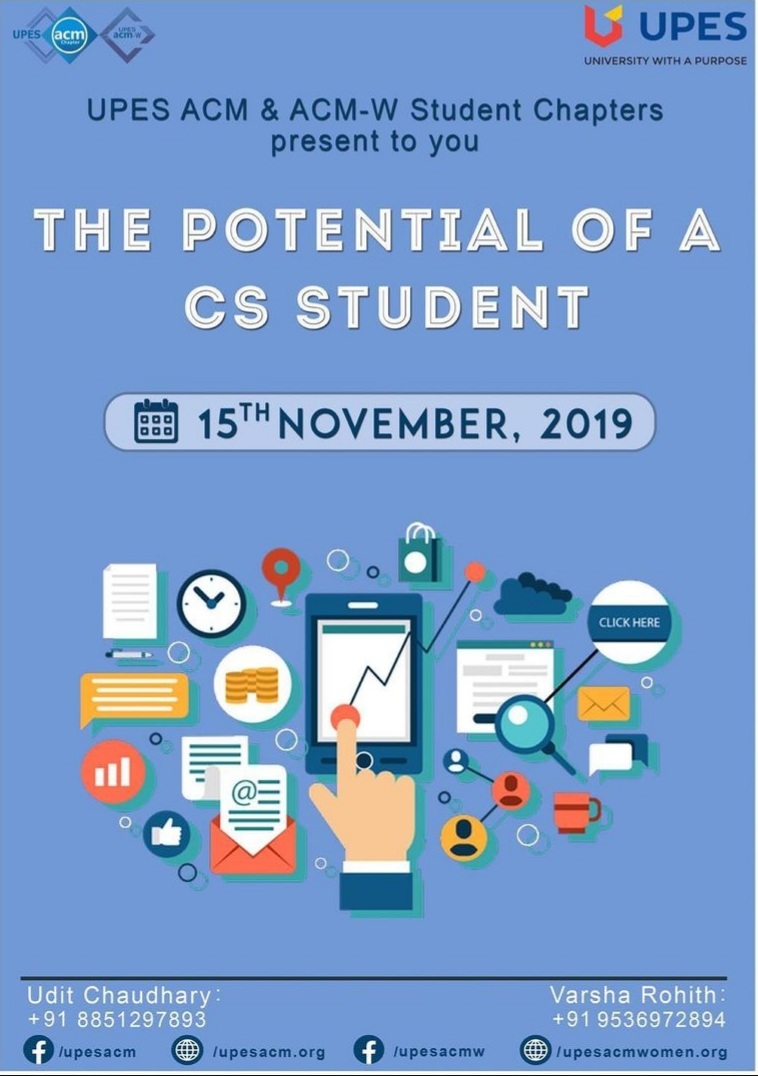 UPES acm Chapter
UPES acm-w
UPES
UNIVERSITY WITH A PURPOSE
UPES ACM & ACM-W Student Chapters
present to you
THE POTENTIAL OF A
CS STUDENT
15TH NOVEMBER, 2019
CLICK HERE
@
Udit Chaudhary:
+91 8851297893
Varsha Rohith:
+91 9536972894
/upesacm
/upesacm.org
/upesacmw
/upesacmwomen.org